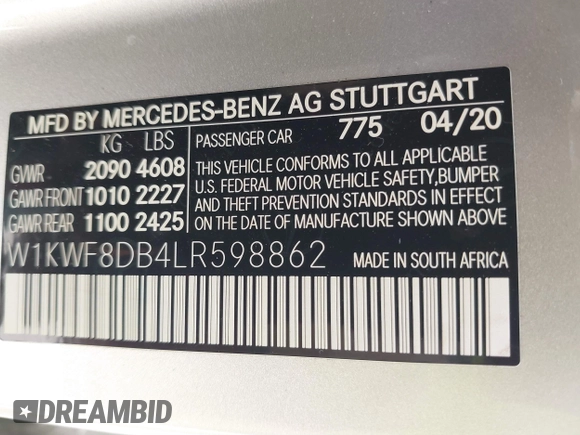 MFD BY MERCEDES-BENZ AG STUTTGART
KG LBS
GVWR 2090 4608
GAWR FRONT 1010 2227
GAWR REAR 1100 2425
PASSENGER CAR 775 04/20
THIS VEHICLE CONFORMS TO ALL APPLICABLE
U.S. FEDERAL MOTOR VEHICLE SAFETY, BUMPER
AND THEFT PREVENTION STANDARDS IN EFFECT
ON THE DATE OF MANUFACTURE SHOWN ABOVE
W1KWF8DB4LR598862 MADE IN SOUTH AFRICA
DREAMBID